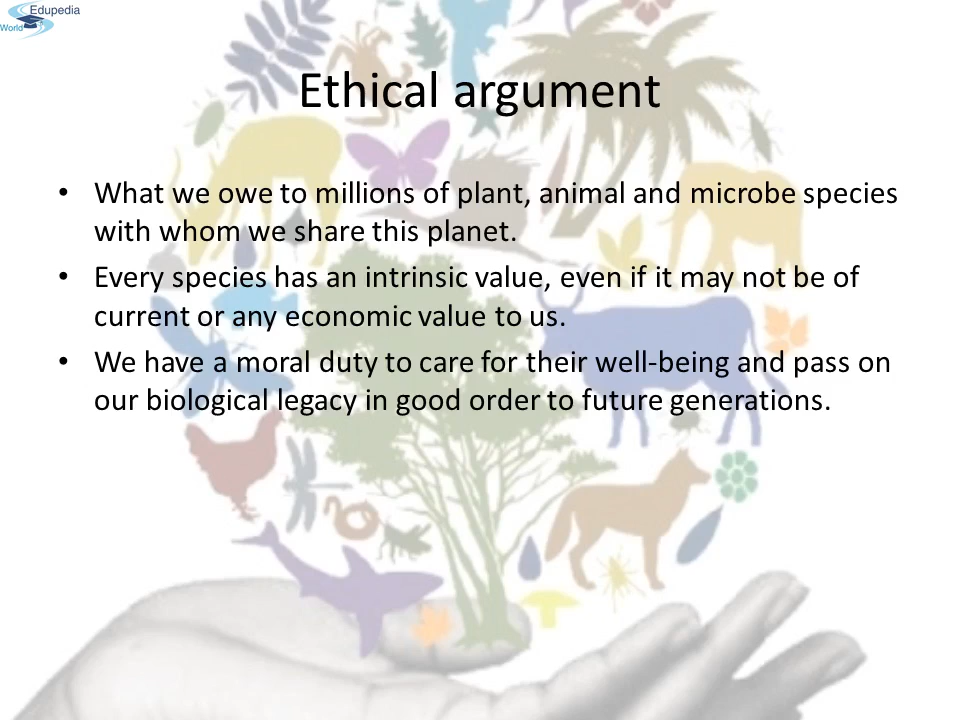 Edupedia
World
Ethical argument
• What we owe to millions of plant, animal and microbe species
with whom we share this planet.
• Every species has an intrinsic value, even if it may not be of
current or any economic value to us.
• We have a moral duty to care for their well-being and pass on
our biological legacy in good order to future generations.